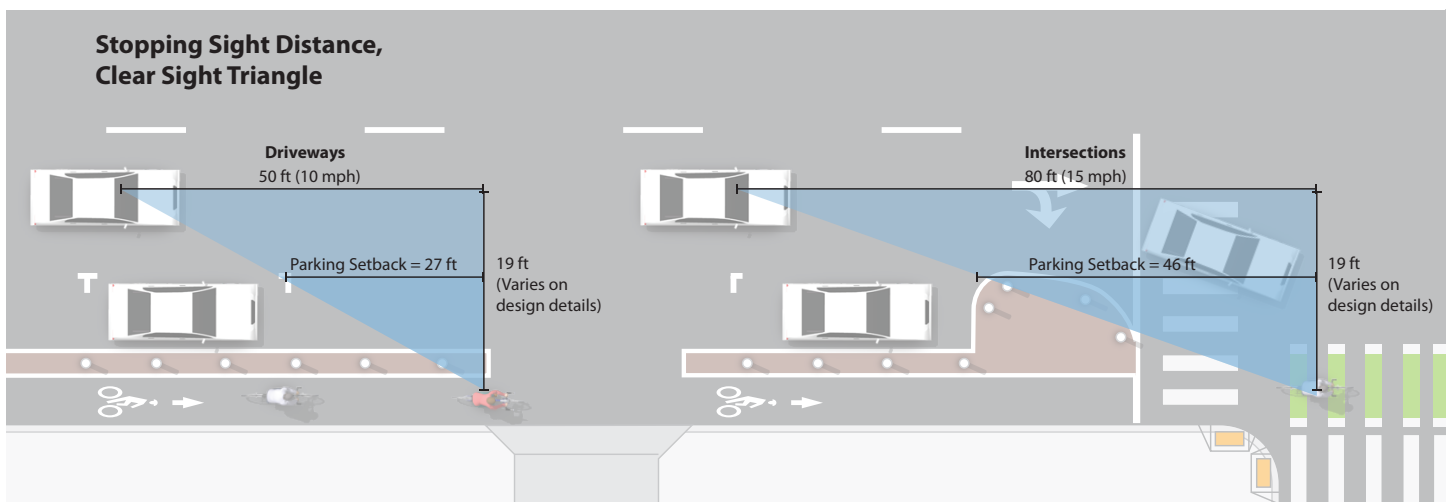 Stopping Sight Distance,
Clear Sight Triangle
Driveways
50 ft (10 mph)
Parking Setback = 27 ft
19 ft
(Varies on
design details)
Intersections
80 ft (15 mph)
Parking Setback = 46 ft
19 ft
(Varies on
design details)